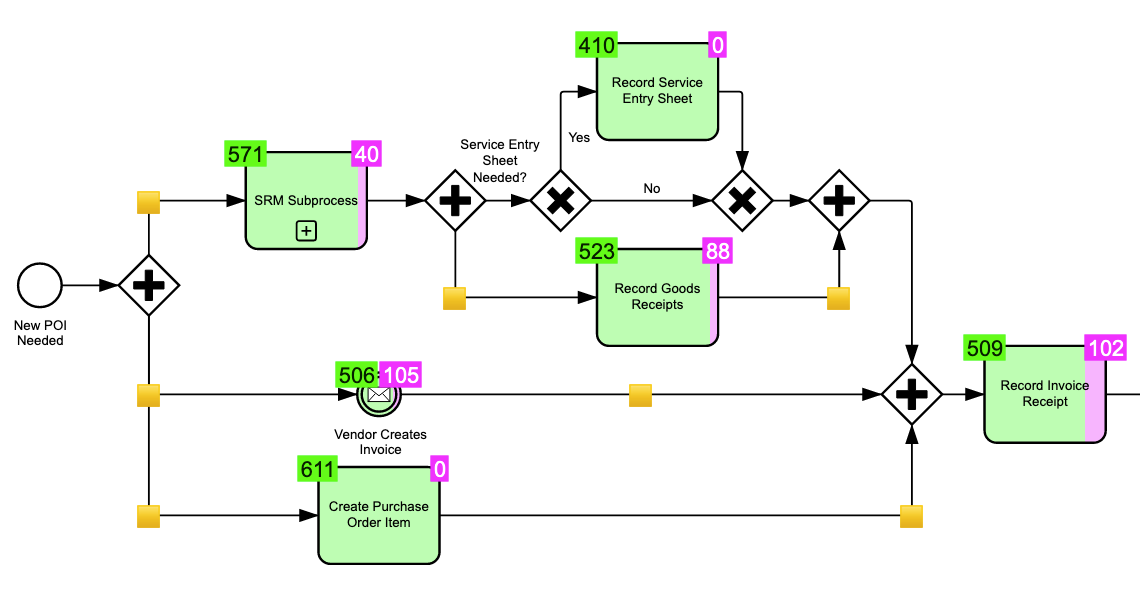 410
0
Record Service
Entry Sheet
Yes
Service Entry
Sheet
Needed?
571
40
SRM Subprocess
No
523
88
Record Goods
Receipts
New POI
Needed
509
102
Record Invoice
Receipt
506
105
Vendor Creates
Invoice
611
0
Create Purchase
Order Item